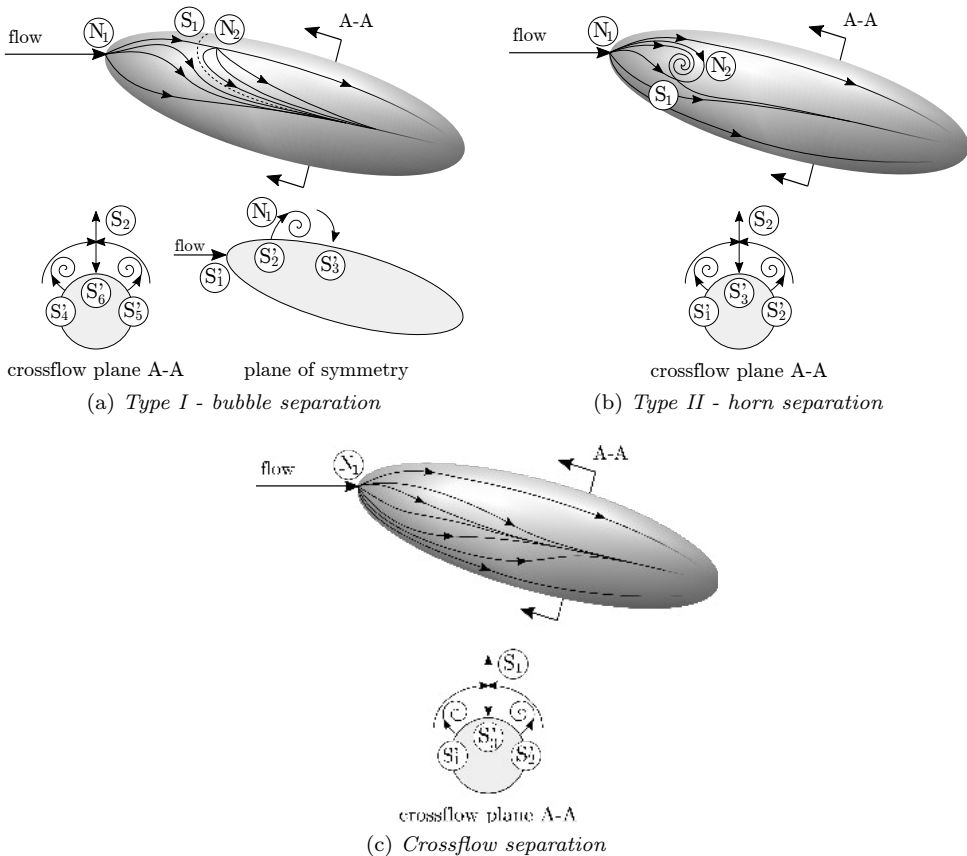 N1 S1 N2 A-A
flow
N1
S2
S'4 S'6 S'5
flow
S'1 S'2 S'3
crossflow plane A-A
plane of symmetry
(a) Type I - bubble separation
N1 A-A
flow
N2
S1
S2
S'1 S'3 S'2
crossflow plane A-A
(b) Type II - horn separation
N1 A-A
flow
S1
S'1 S'2
crossflow plane A-A
(c) Crossflow separation